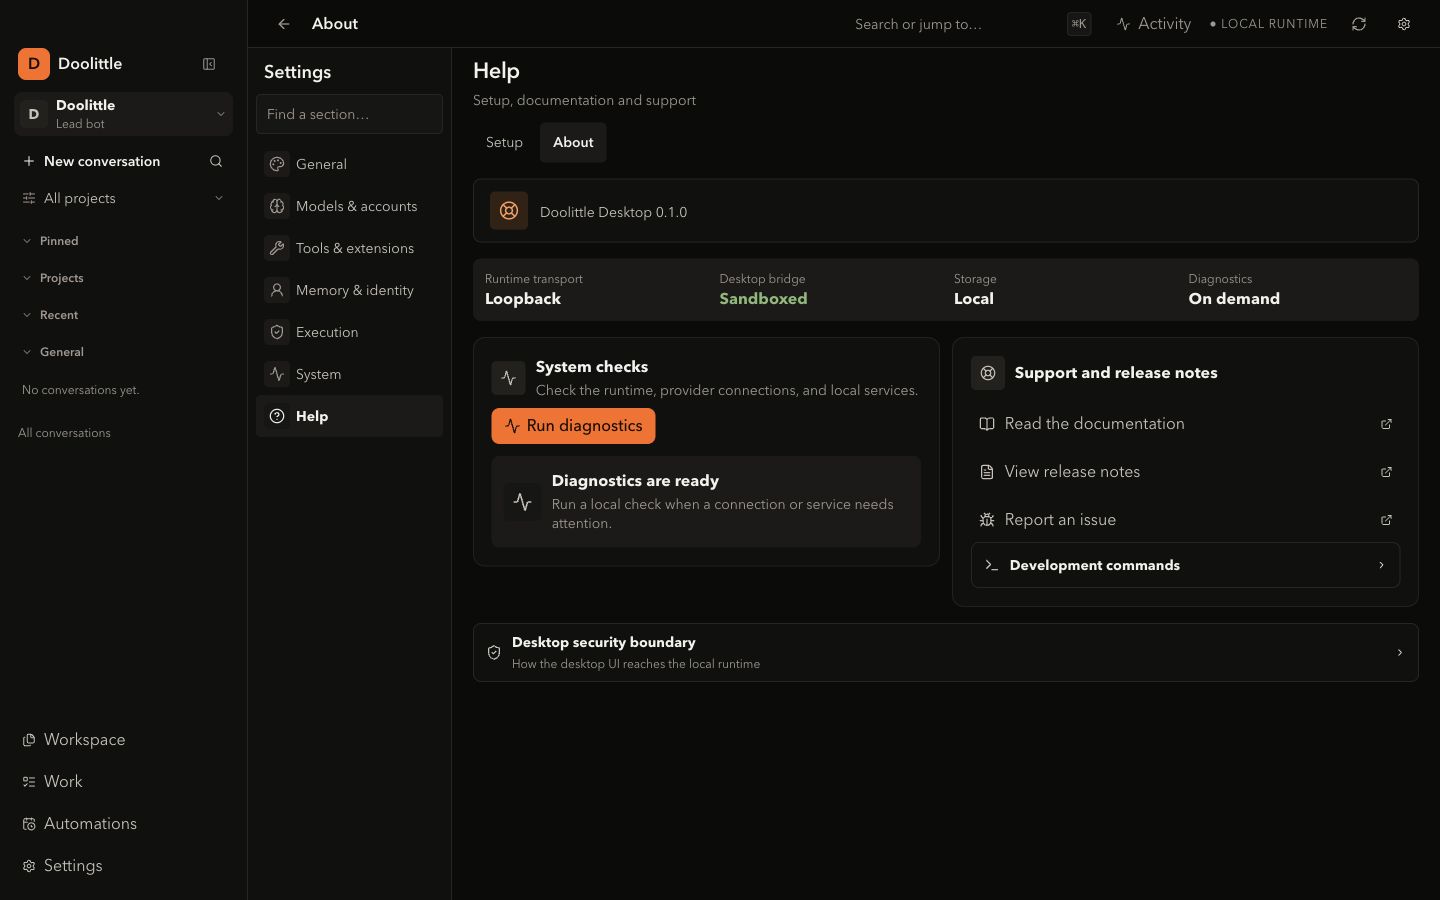 D Doolittle
D Doolittle
Lead bot
New conversation
All projects
Pinned
Projects
Recent
General
No conversations yet.
All conversations
Workspace
Work
Automations
Settings
About
Search or jump to…
⌘K
Activity
LOCAL RUNTIME
Settings
Find a section…
General
Models & accounts
Tools & extensions
Memory & identity
Execution
System
Help
Help
Setup, documentation and support
Setup
About
Doolittle Desktop 0.1.0
Runtime transport
Loopback
Desktop bridge
Sandboxed
Storage
Local
Diagnostics
On demand
System checks
Check the runtime, provider connections, and local services.
Run diagnostics
Diagnostics are ready
Run a local check when a connection or service needs
attention.
Support and release notes
Read the documentation
View release notes
Report an issue
Development commands
Desktop security boundary
How the desktop UI reaches the local runtime